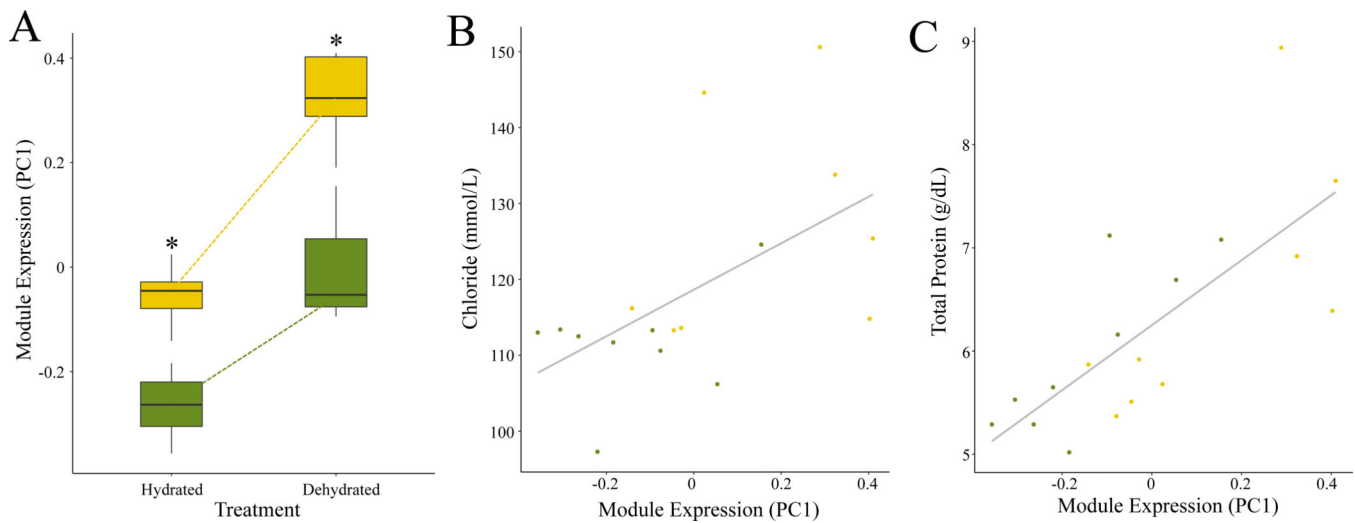 A
Module Expression (PC1)
0.4
0.2
0
-0.2
*
*
Hydrated
Dehydrated
Treatment
B
Chloride (mmol/L)
150
140
130
120
110
100
-0.2
0
0.2
0.4
Module Expression (PC1)
C
Total Protein (g/dL)
9
8
7
6
5
-0.2
0
0.2
0.4
Module Expression (PC1)